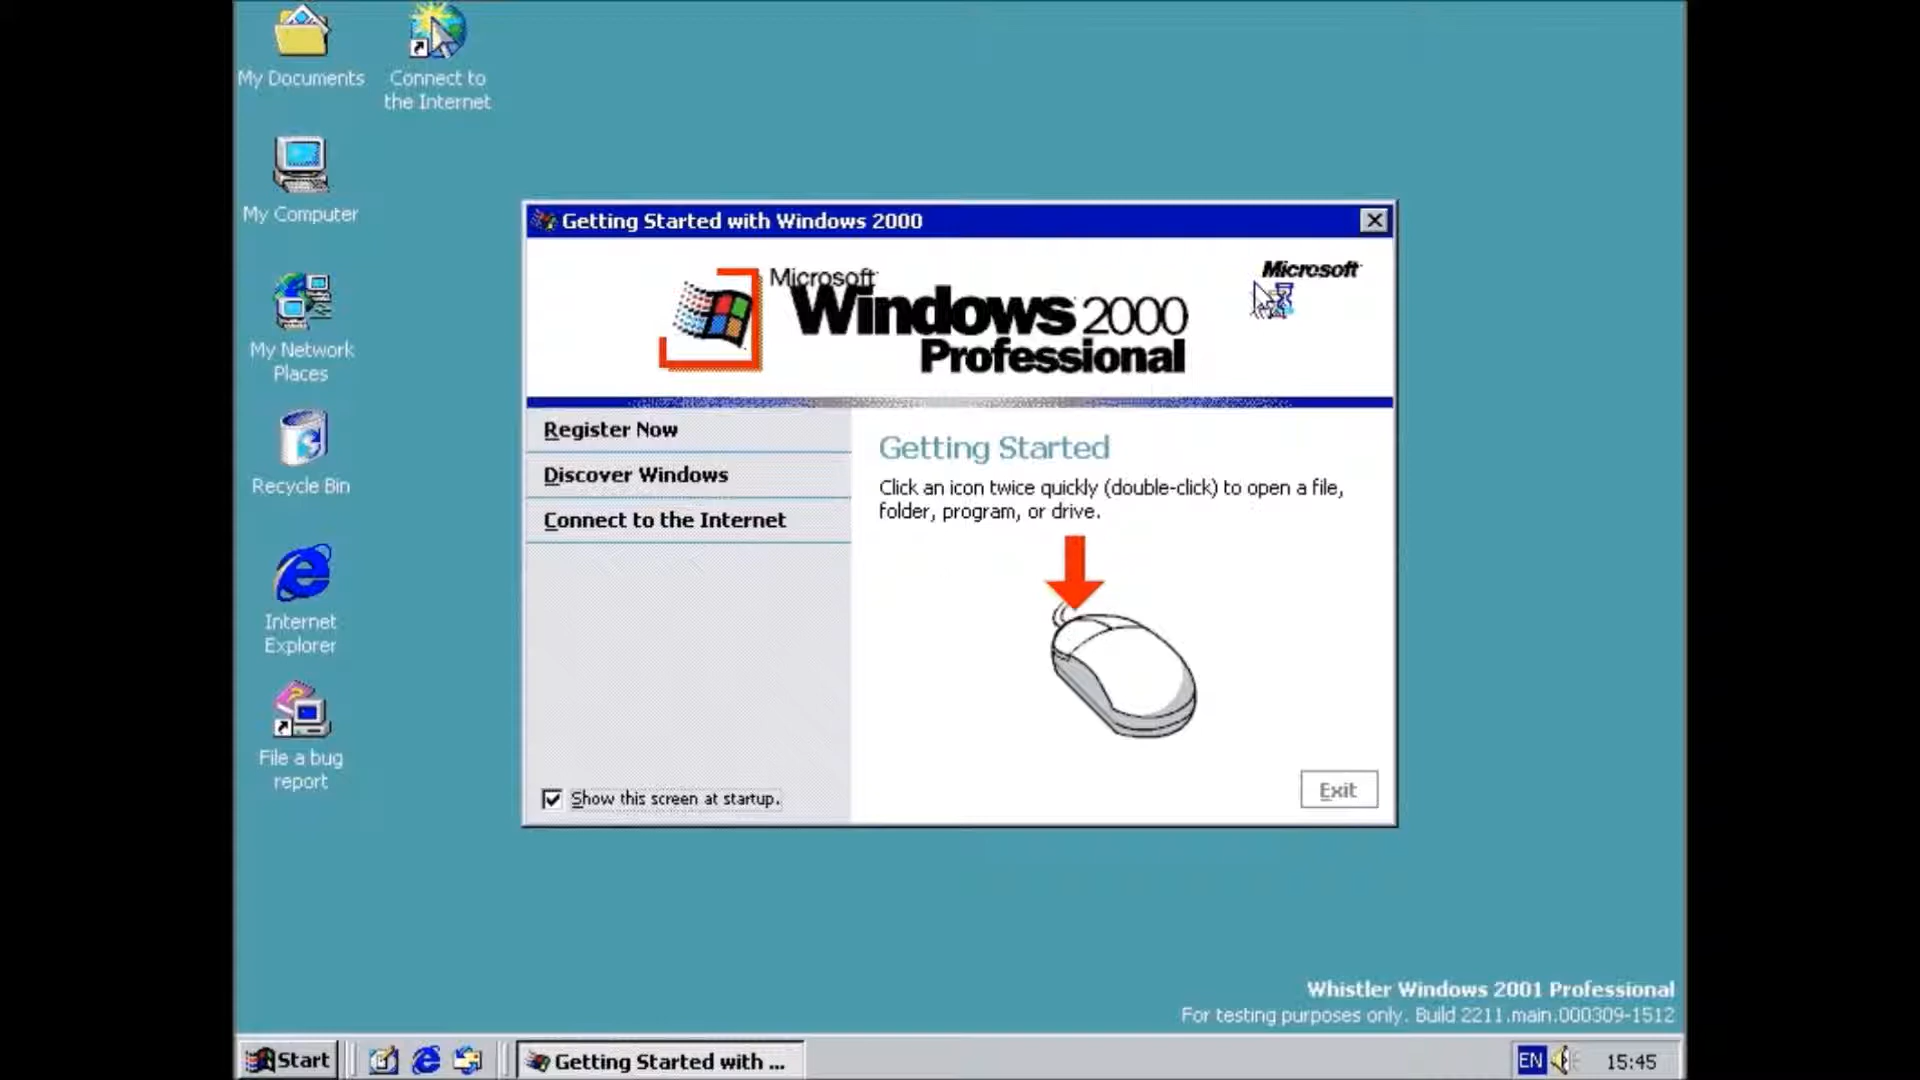 My Documents
Connect to
the Internet
My Computer
My Network
Places
Recycle Bin
Internet
Explorer
File a bug
report
Getting Started with Windows 2000
Microsoft
Windows 2000
Professional
Microsoft
Register Now
Discover Windows
Connect to the Internet
Show this screen at startup.
Getting Started
Click an icon twice quickly (double-click) to open a file,
folder, program, or drive.
Exit
Whistler Windows 2001 Professional
For testing purposes only. Build 2211.main.000309-1512
Start
Getting Started with ...
EN
15:45